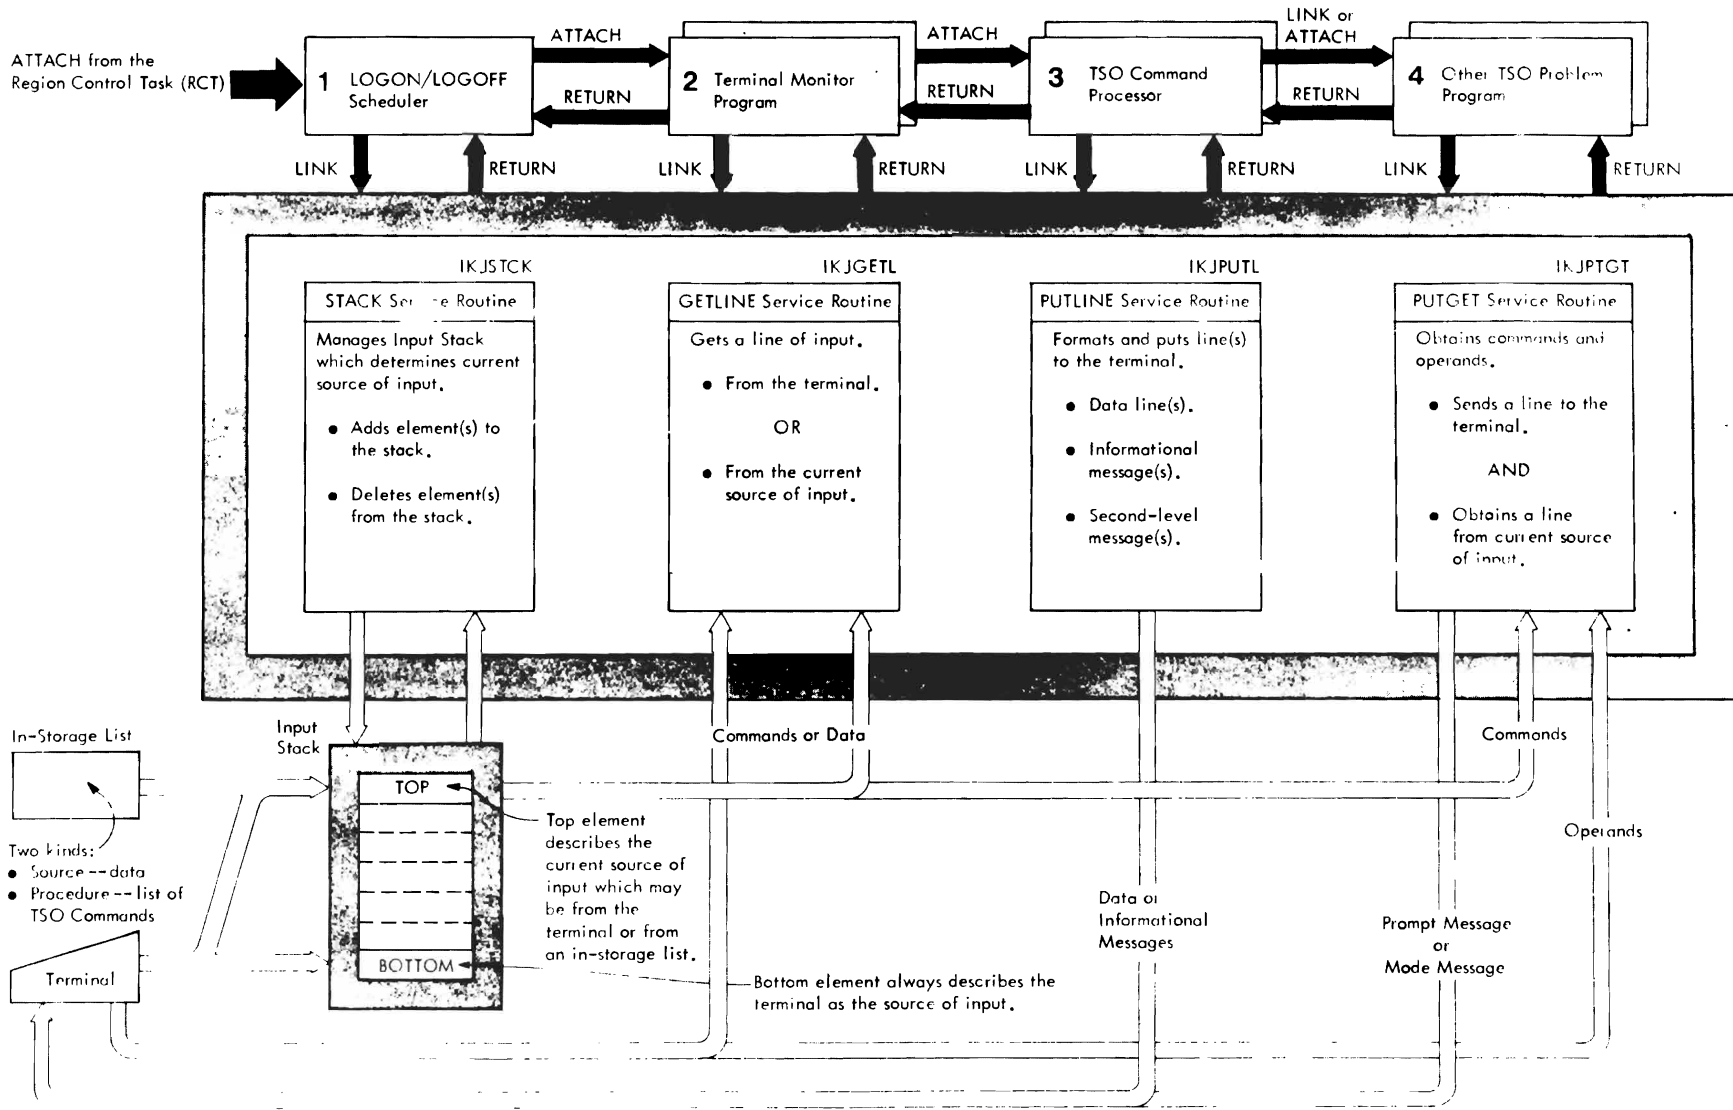 ATTACH from the
Region Control Task (RCT)
1 LOGON/LOGOFF
Scheduler
ATTACH
RETURN
2 Terminal Monitor
Program
ATTACH
RETURN
3 TSO Command
Processor
LINK or
ATTACH
RETURN
4 Other TSO Problem
Program
LINK
RETURN
LINK
RETURN
LINK
RETURN
LINK
RETURN
IKJSTCK
STACK Routine
Manages Input Stack
which determines current
source of input.
● Adds element(s) to
the stack.
● Deletes element(s)
from the stack.
IKJGETL
GETLINE Service Routine
Gets a line of input.
● From the terminal.
OR
● From the current
source of input.
IKJPUTL
PUTLINE Service Routine
Formats and puts line(s)
to the terminal.
● Data line(s).
● Informational
message(s).
● Second-level
message(s).
IKJPTGT
PUTGET Service Routine
Obtains commands and
operands.
● Sends a line to the
terminal.
AND
● Obtains a line
from current source
of input.
In-Storage List
Two kinds:
● Source -- data
● Procedure -- list of
TSO Commands
Terminal
Input
Stack
TOP
BOTTOM
Top element
describes the
current source of
input which may
be from the
terminal or from
an in-storage list.
Bottom element always describes the
terminal as the source of input.
Commands or Data
Data or
Informational
Messages
Commands
Operands
Prompt Message
or
Mode Message